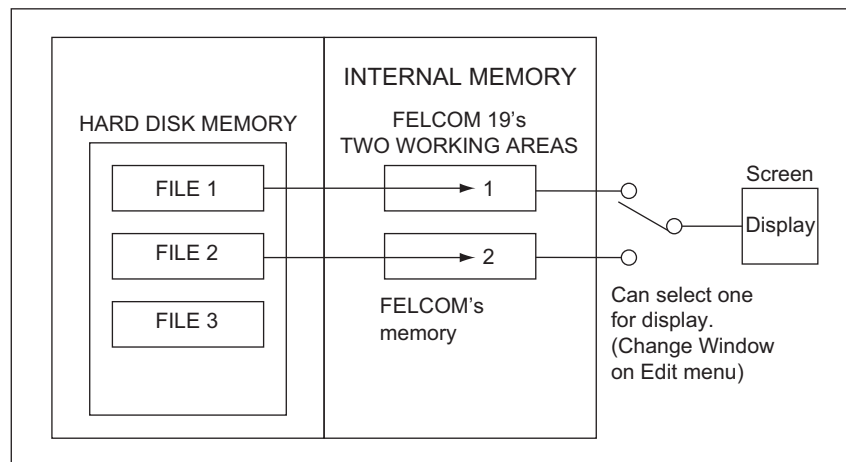 INTERNAL MEMORY
HARD DISK MEMORY
FELCOM 19's
TWO WORKING AREAS
FILE 1
1
FILE 2
2
FILE 3
FELCOM's
memory
Screen
Display
Can select one
for display.
(Change Window
on Edit menu)